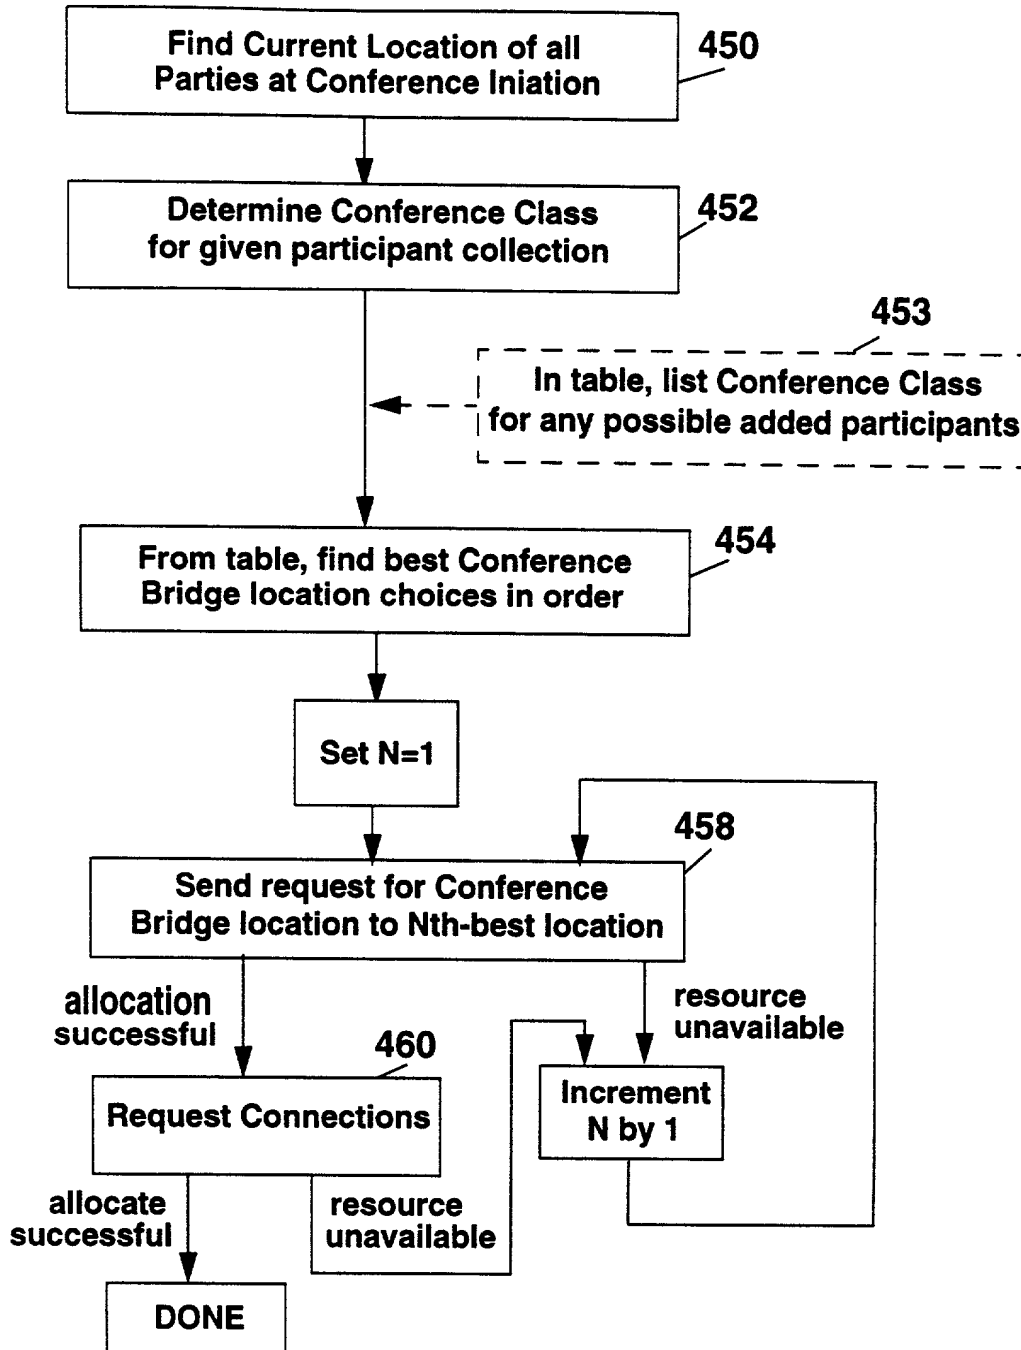 Find Current Location of all
Parties at Conference Iniation
450
Determine Conference Class
for given participant collection
452
453
In table, list Conference Class
for any possible added participants
From table, find best Conference
Bridge location choices in order
454
Set N=1
458
Send request for Conference
Bridge location to Nth-best location
allocation
successful
resource
unavailable
460
Request Connections
Increment
N by 1
allocate
successful
resource
unavailable
DONE